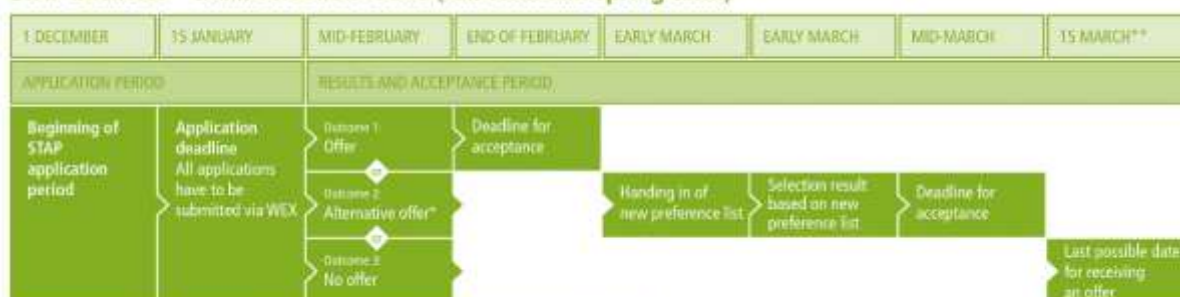 1 DECEMBER
15 JANUARY
MID-FEBRUARY
END OF FEBRUARY
EARLY MARCH
EARLY MARCH
MID-MARCH
15 MARCH**
APPLICATION PERIOD
RESULTS AND ACCEPTANCE PERIOD
Beginning of
STAP
application
period
Application
deadline
All applications
have to be
submitted via WEX
Outcome 1
Offer
or
Outcome 2
Alternative offer*
or
Outcome 3
No offer
Deadline for
acceptance
Handing in of
new preference list
Selection result
based on new
preference list
Deadline for
acceptance
Last possible date
for receiving
an offer